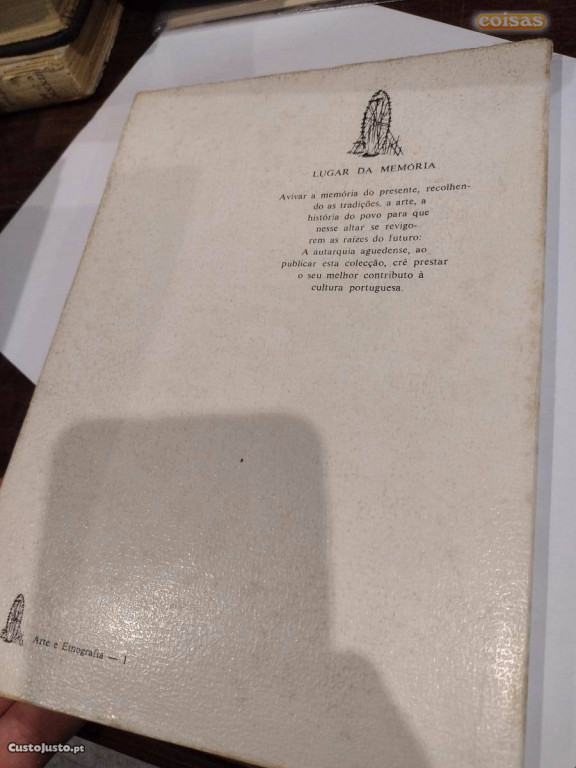 coisas
LUGAR DA MEMÓRIA
Avivar a memória do presente, recolhen-
do as tradições, a arte, a
história do povo para que
nesse altar se revigo-
rem as raízes do futuro:
A autarquia aguedense, ao
publicar esta colecção, crê prestar
o seu melhor contributo à
cultura portuguesa.
Arte e Etnografia — 1
CustoJusto.pt